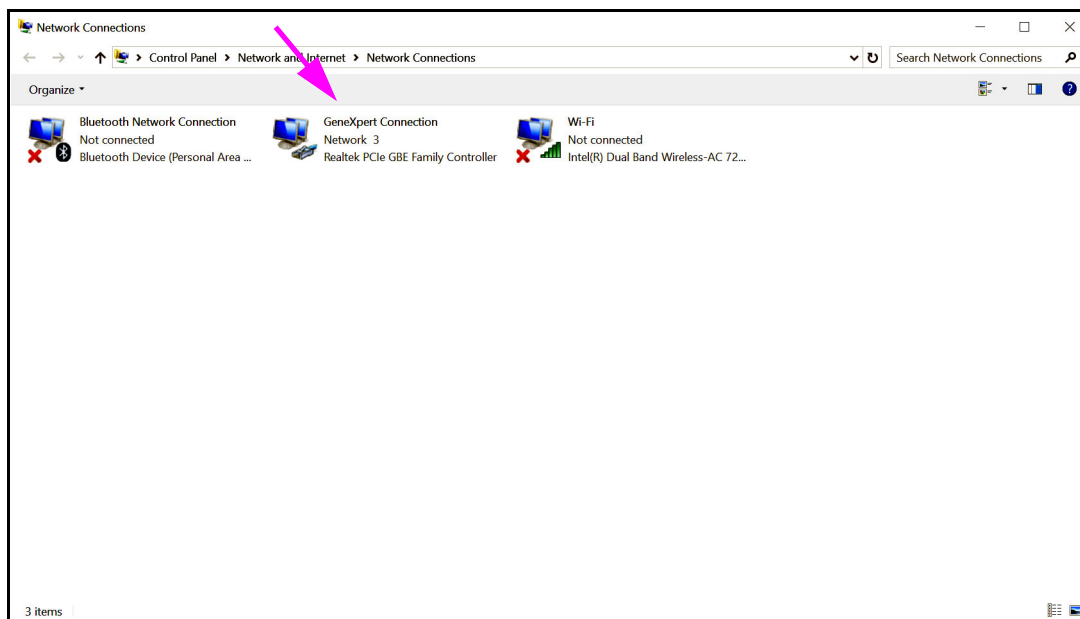 Network Connections
Control Panel > Network and Internet > Network Connections
Search Network Connections
Organize
Bluetooth Network Connection
Not connected
Bluetooth Device (Personal Area ...
GeneXpert Connection
Network 3
Realtek PCIe GBE Family Controller
Wi-Fi
Not connected
Intel(R) Dual Band Wireless-AC 72...
3 items